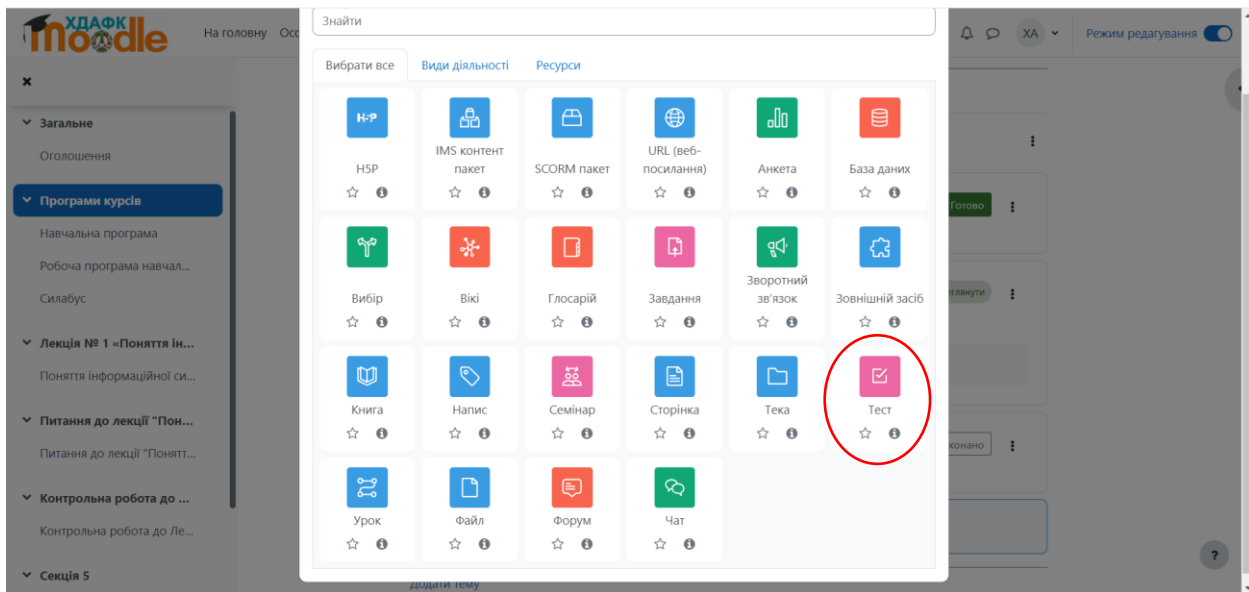 ХДАФК
moodle
На головну Осо
ХА
Режим редагування
Знайти
Вибрати все
Види діяльності
Ресурси
Загальне
Оголошення
Програми курсів
Навчальна програма
Робоча програма навчал...
Силабус
Лекція № 1 «Поняття ін...
Поняття інформаційної си...
Питання до лекції "Пон...
Питання до лекції "Понятт...
Контрольна робота до ...
Контрольна робота до Ле...
Секція 5
H5P
H5P
IMS контент
пакет
SCORM пакет
URL (веб-
посилання)
Анкета
База даних
Вибір
Вікі
Глосарій
Завдання
Зворотний
зв'язок
Зовнішній засіб
Книга
Напис
Семінар
Сторінка
Тека
Тест
Урок
Файл
Форум
Чат
Готово
еглянути
конано
Додати тему
?